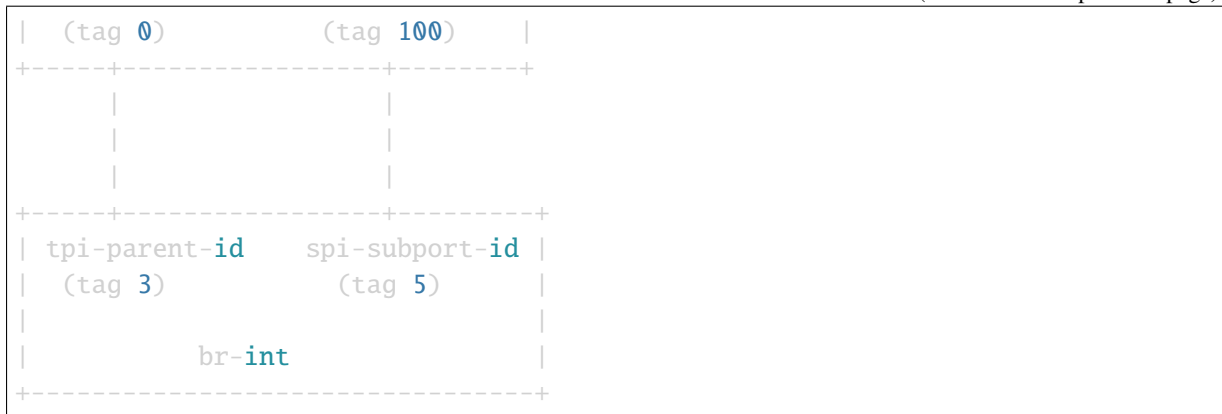 |  (tag 0)          (tag 100)    |
+-----+-----------------+--------+
      |                 |
      |                 |
      |                 |
+-----+-----------------+---------+
| tpi-parent-id    spi-subport-id |
|  (tag 3)           (tag 5)      |
|                                 |
|           br-int                |
+---------------------------------+